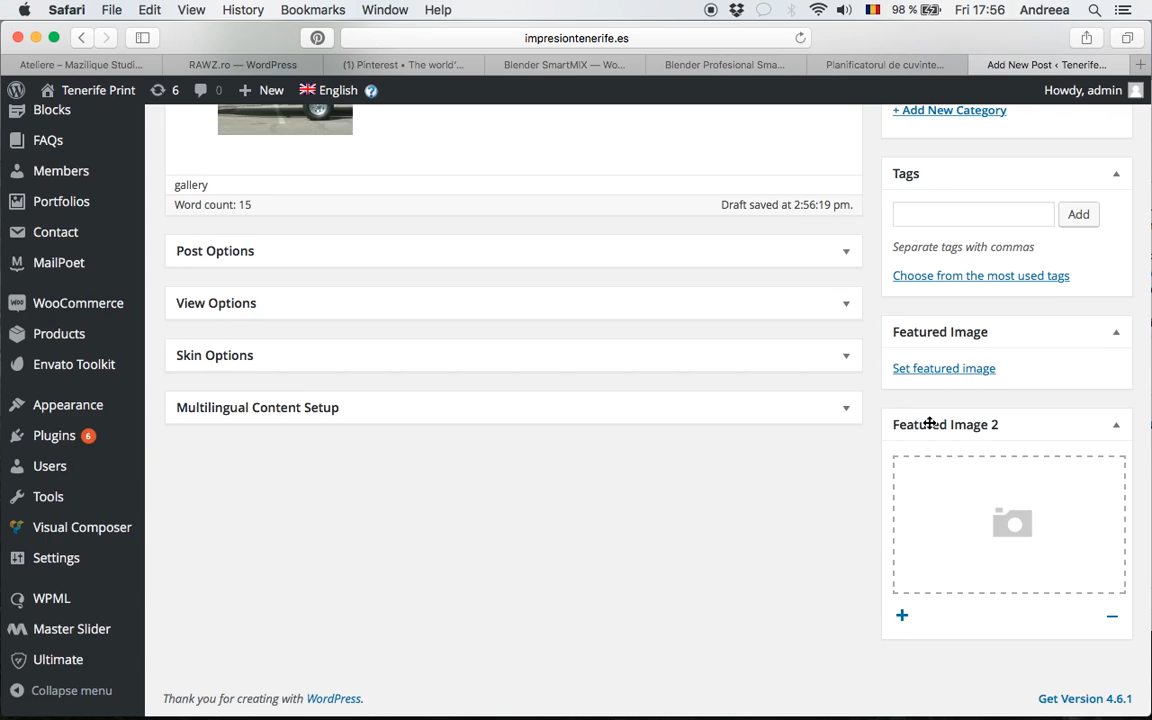 Safari File Edit View History Bookmarks Window Help 98 % Fri 17:56 Andreea
impresiontenerife.es
Ateliere – Mazilique Studi... RAWZ.ro — WordPress (1) Pinterest • The world'... Blender SmartMIX — Wo... Blender Profesional Sma... Planificatorul de cuvinte... Add New Post ‹ Tenerife...
Tenerife Print 6 0 New English Howdy, admin
Blocks
FAQs
Members
Portfolios
Contact
MailPoet
WooCommerce
Products
Envato Toolkit
Appearance
Plugins 6
Users
Tools
Visual Composer
Settings
WPML
Master Slider
Ultimate
Collapse menu
gallery
Word count: 15 Draft saved at 2:56:19 pm.
Post Options
View Options
Skin Options
Multilingual Content Setup
+ Add New Category
Tags
Add
Separate tags with commas
Choose from the most used tags
Featured Image
Set featured image
Featured Image 2
Thank you for creating with WordPress. Get Version 4.6.1